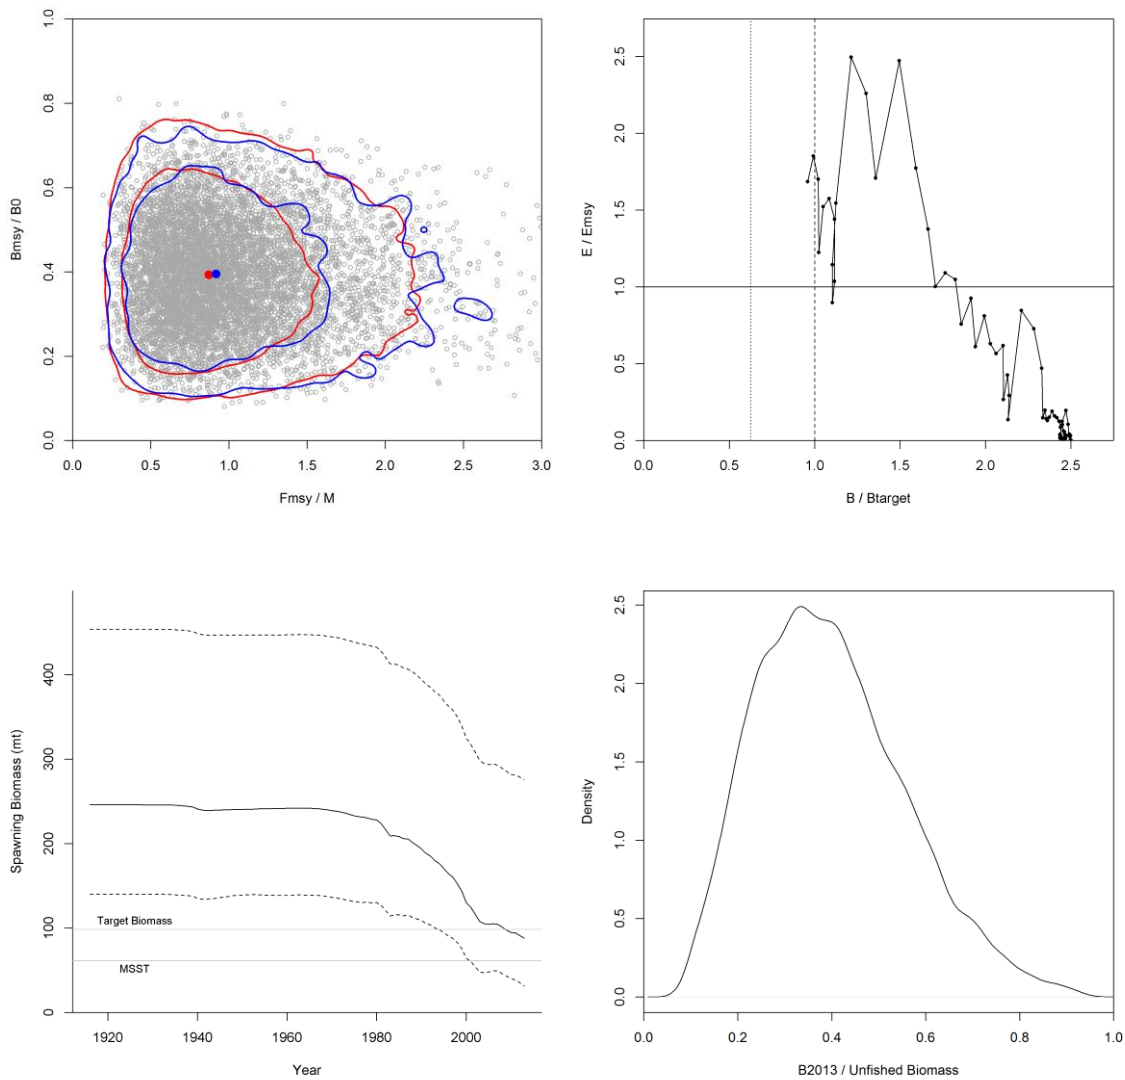 1.0
0.8
0.6
0.4
0.2
0.0
Bmsy / B0
0.0 0.5 1.0 1.5 2.0 2.5 3.0
Fmsy / M
2.5
2.0
1.5
1.0
0.5
0.0
E / Emsy
0.0 0.5 1.0 1.5 2.0 2.5
B / Btarget
400
300
200
100
0
Spawning Biomass (mt)
Target Biomass
MSST
1920 1940 1960 1980 2000
Year
2.5
2.0
1.5
1.0
0.5
0.0
Density
0.0 0.2 0.4 0.6 0.8 1.0
B2013 / Unfished Biomass